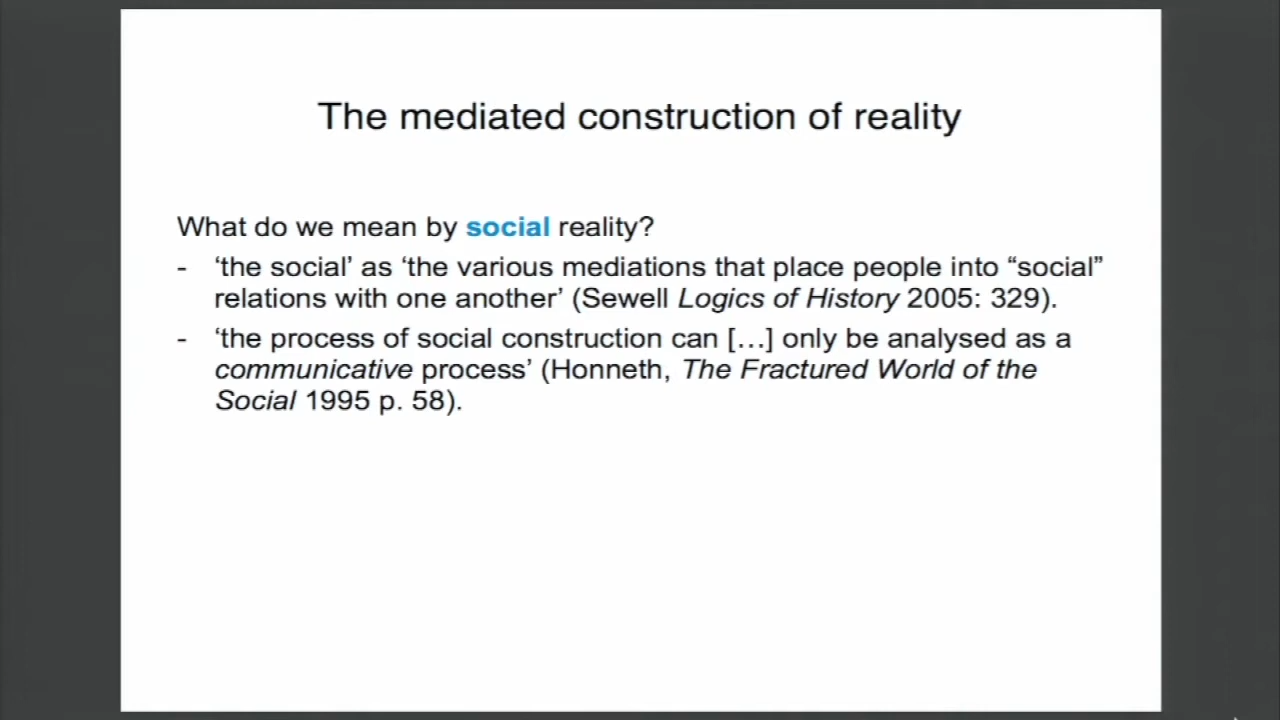 The mediated construction of reality
What do we mean by social reality?
- ‘the social’ as ‘the various mediations that place people into “social”
relations with one another’ (Sewell Logics of History 2005: 329).
- ‘the process of social construction can […] only be analysed as a
communicative process’ (Honneth, The Fractured World of the
Social 1995 p. 58).